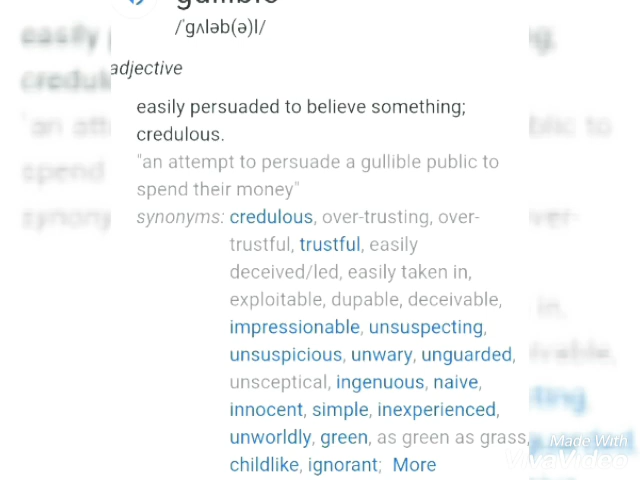 gullible
/ˈɡʌləb(ə)l/
adjective
easily persuaded to believe something;
credulous.
"an attempt to persuade a gullible public to
spend their money"
synonyms: credulous, over-trusting, over-
trustful, trustful, easily
deceived/led, easily taken in,
exploitable, dupable, deceivable,
impressionable, unsuspecting,
unsuspicious, unwary, unguarded,
unsceptical, ingenuous, naive,
innocent, simple, inexperienced,
unworldly, green, as green as grass,
childlike, ignorant; More
Made With
VivaVideo